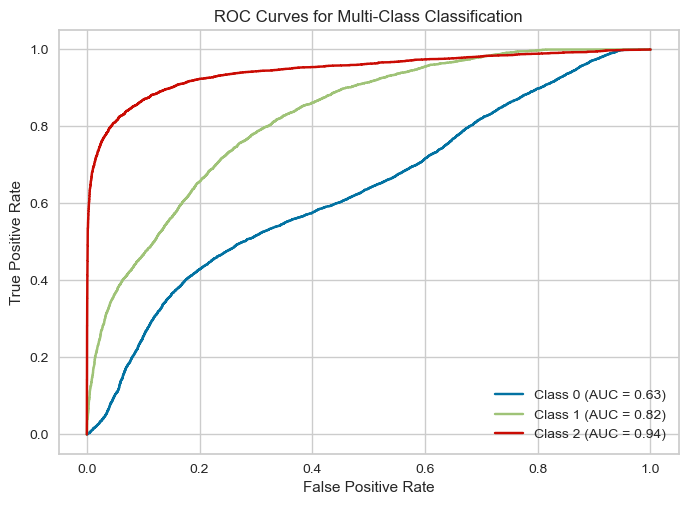 ROC Curves for Multi-Class Classification
1.0
0.8
0.6
0.4
0.2
0.0
True Positive Rate
Class 0 (AUC = 0.63)
Class 1 (AUC = 0.82)
Class 2 (AUC = 0.94)
0.0 0.2 0.4 0.6 0.8 1.0
False Positive Rate